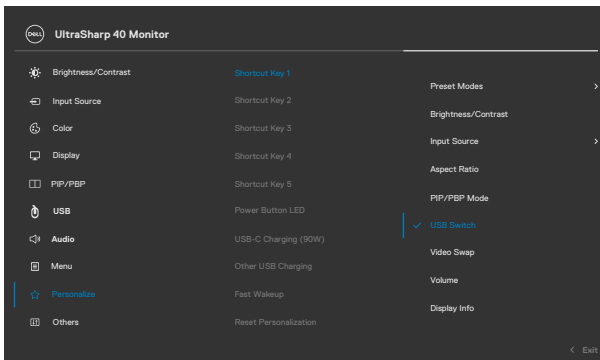 DELL
UltraSharp 40 Monitor
Brightness/Contrast
Input Source
Color
Display
PIP/PBP
USB
Audio
Menu
Personalize
Others
Shortcut Key 1
Shortcut Key 2
Shortcut Key 3
Shortcut Key 4
Shortcut Key 5
Power Button LED
USB-C Charging (90W)
Other USB Charging
Fast Wakeup
Reset Personalization
Preset Modes
Brightness/Contrast
Input Source
Aspect Ratio
PIP/PBP Mode
USB Switch
Video Swap
Volume
Display Info
Exit